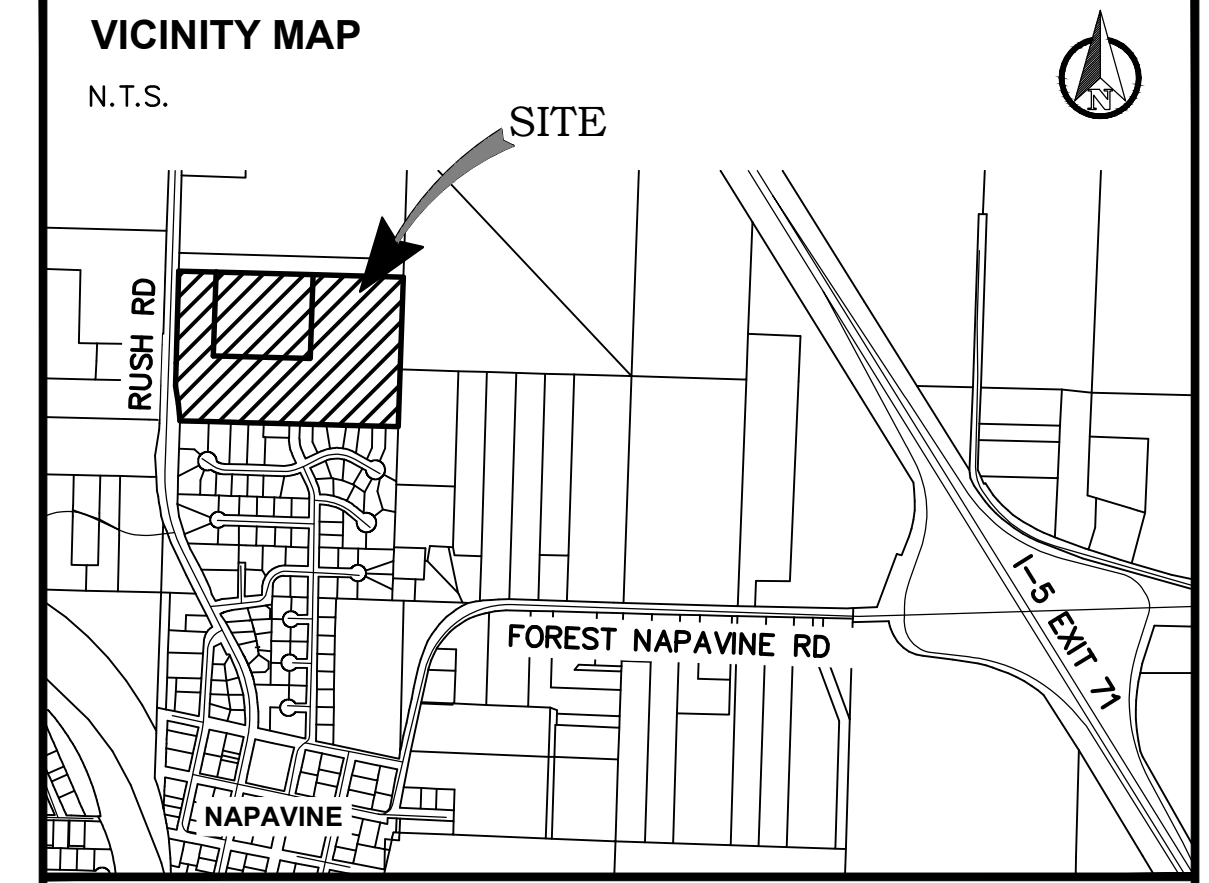 VICINITY MAP
N.T.S.
N
SITE
RUSH RD
I-5 EXIT 71
FOREST NAPAVINE RD
NAPAVINE